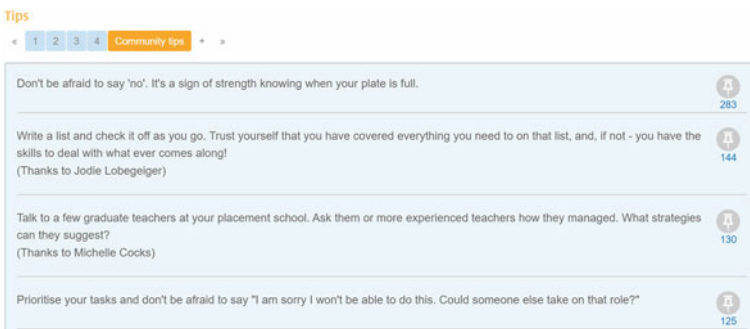 Tips
« 1 2 3 4 Community tips + »
Don't be afraid to say 'no'. It's a sign of strength knowing when your plate is full.
283
Write a list and check it off as you go. Trust yourself that you have covered everything you need to on that list, and, if not - you have the
skills to deal with what ever comes along!
144
(Thanks to Jodie Lobegeiger)
Talk to a few graduate teachers at your placement school. Ask them or more experienced teachers how they managed. What strategies
can they suggest?
130
(Thanks to Michelle Cocks)
Prioritise your tasks and don't be afraid to say "I am sorry I won't be able to do this. Could someone else take on that role?"
125